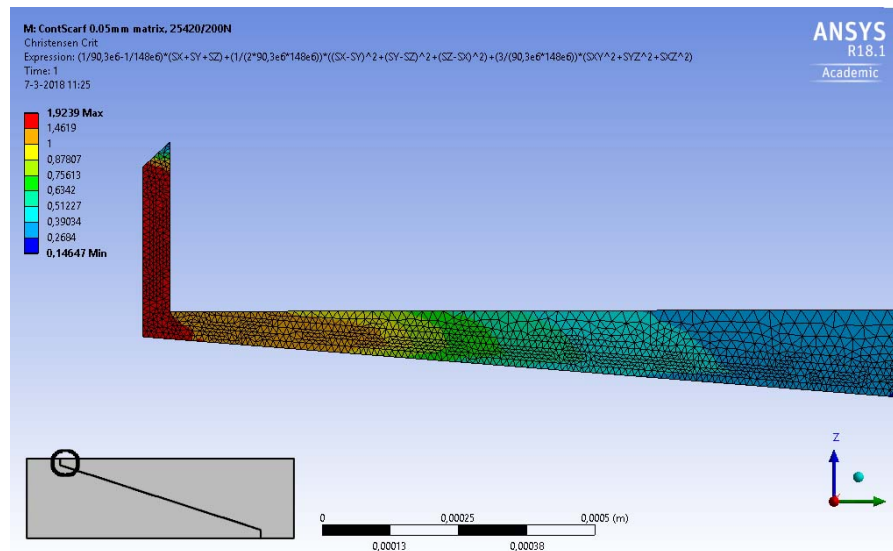 M: ContScarf 0.05mm matrix, 25420/200N
Christensen Crit
Expression: (1/90,3e6-1/148e6)*(SX+SY+SZ)+(1/(2*90,3e6*148e6))*((SX-SY)^2+(SY-SZ)^2+(SZ-SX)^2)+(3/(90,3e6*148e6))*(SXY^2+SYZ^2+SXZ^2)
Time: 1
7-3-2018 11:25
ANSYS
R18.1
Academic
1,9239 Max
1,4619
1
0,87807
0,75613
0,6342
0,51227
0,39034
0,2684
0,14647 Min
Z
0
0,00025
0,0005 (m)
0,00013
0,00038